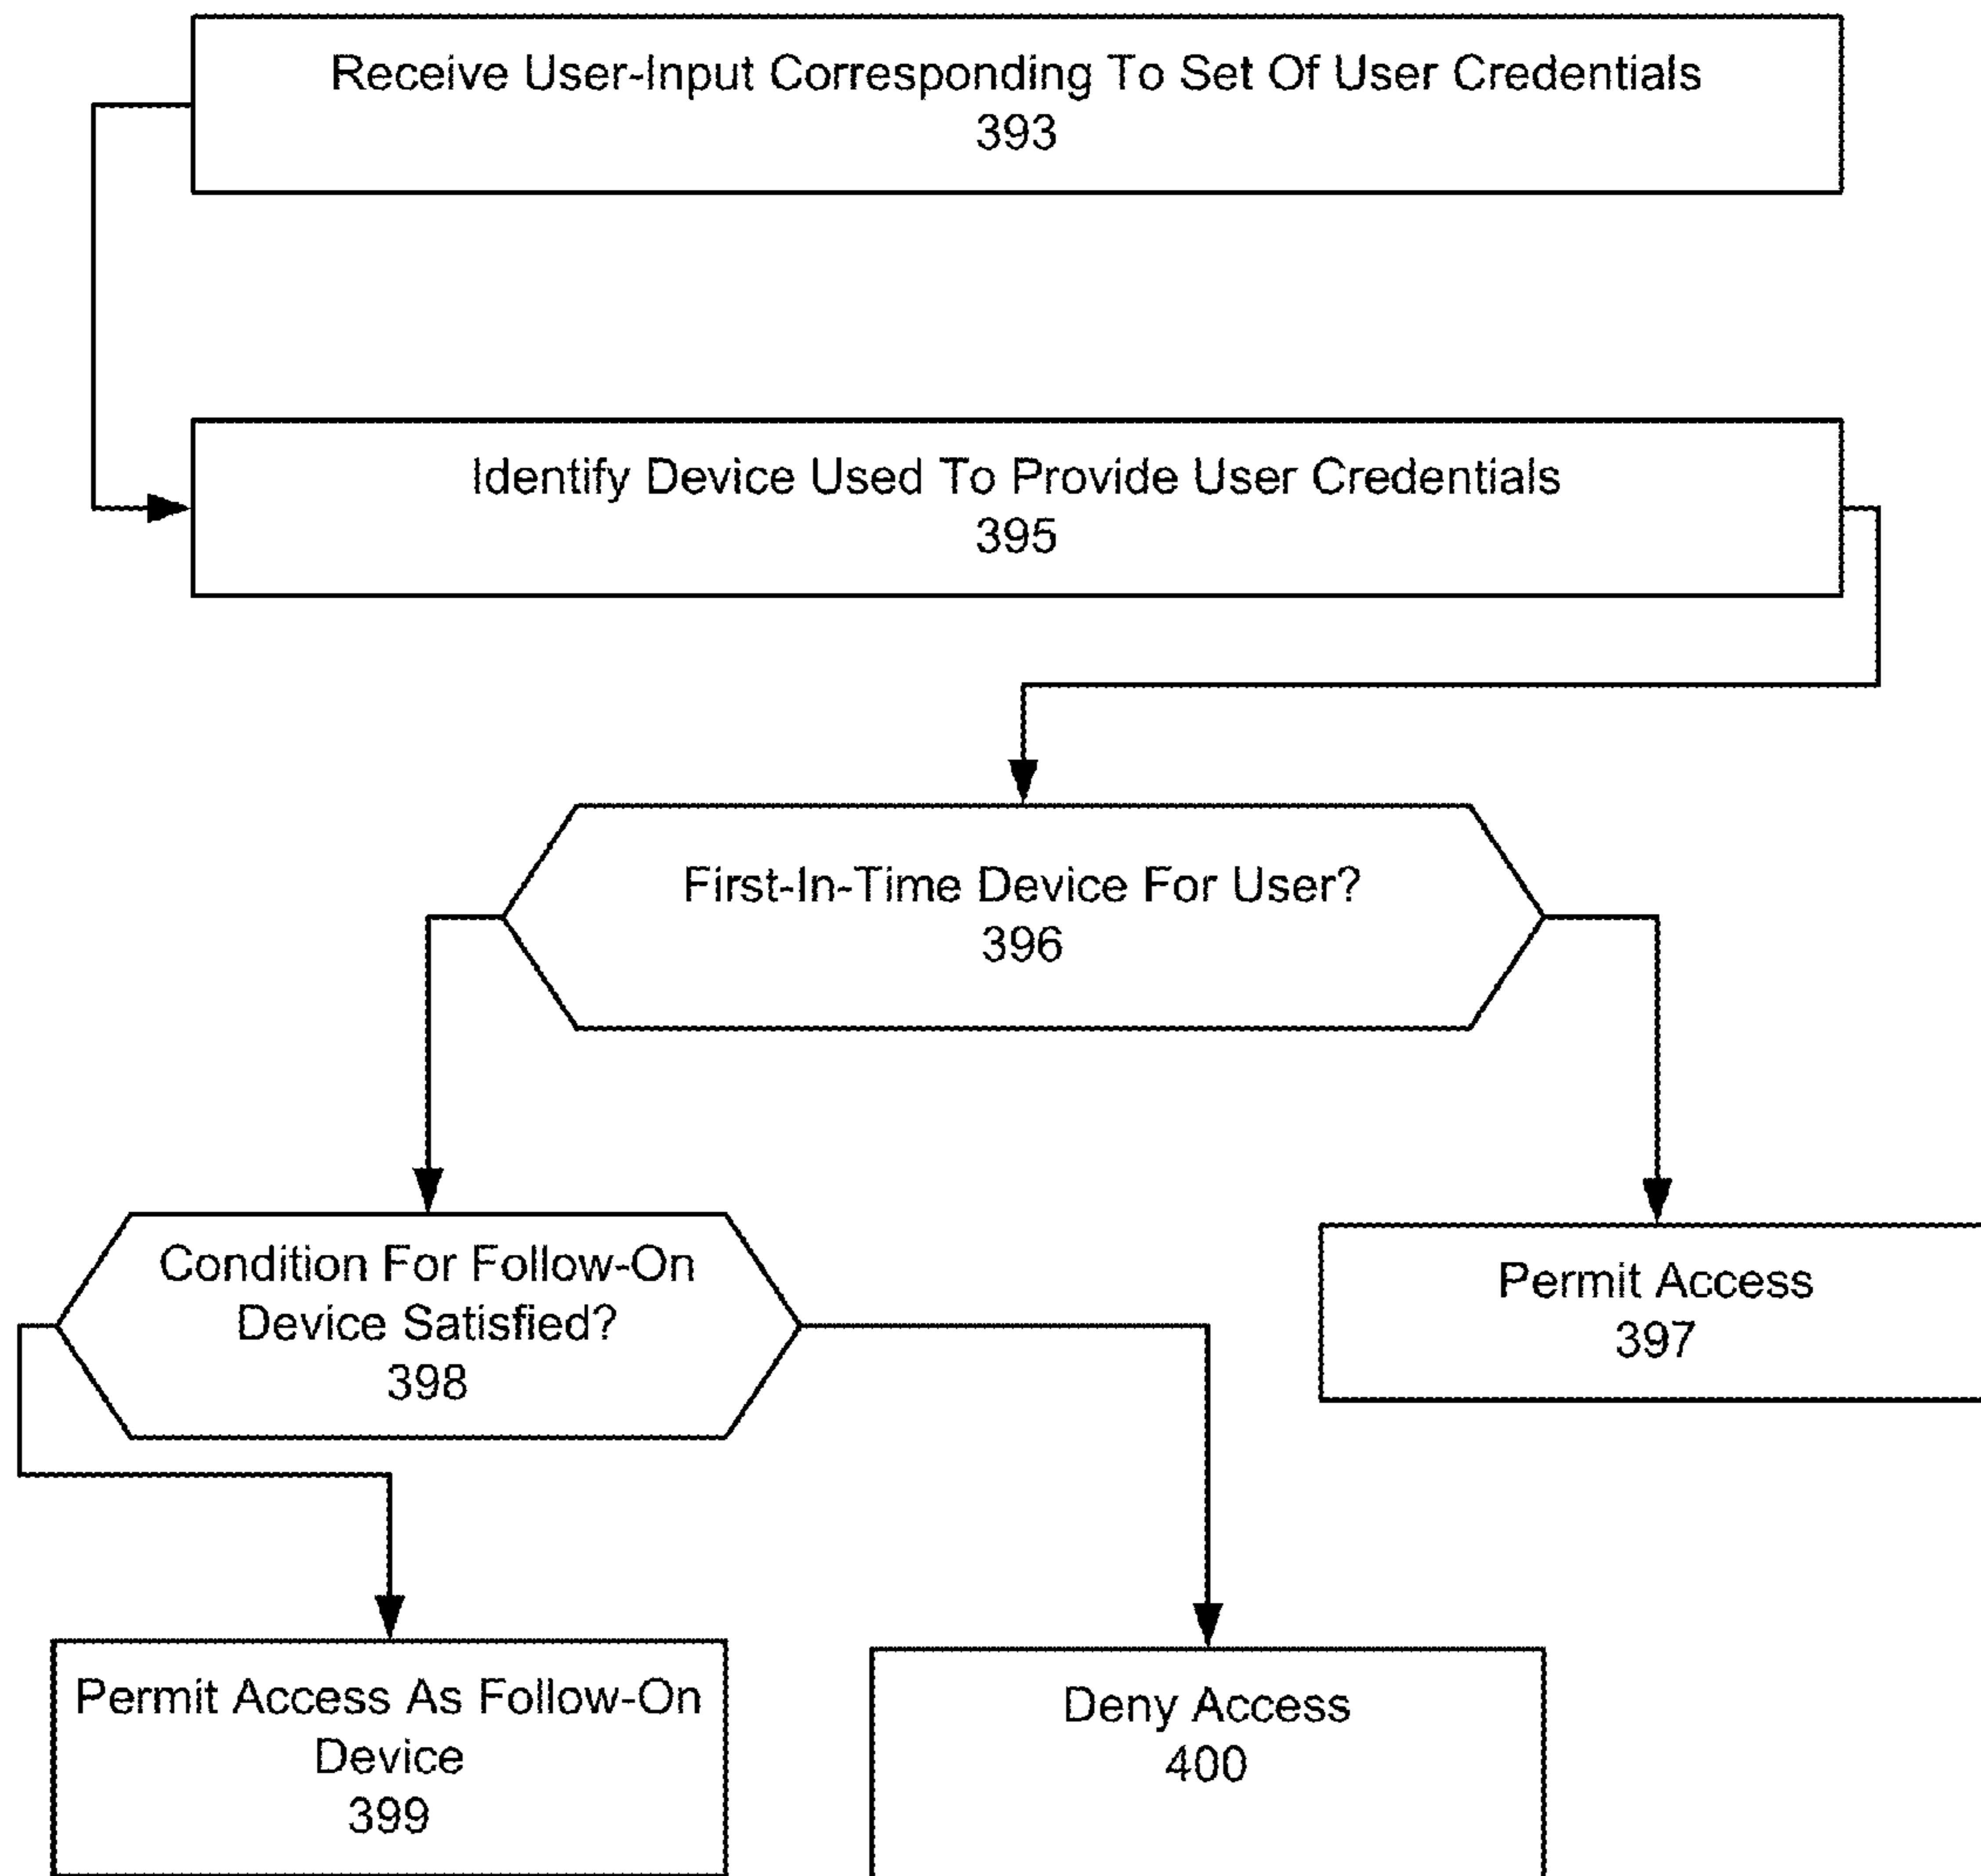 Receive User-Input Corresponding To Set Of User Credentials
393
Identify Device Used To Provide User Credentials
395
First-In-Time Device For User?
396
Condition For Follow-On
Device Satisfied?
398
Permit Access
397
Permit Access As Follow-On
Device
399
Deny Access
400